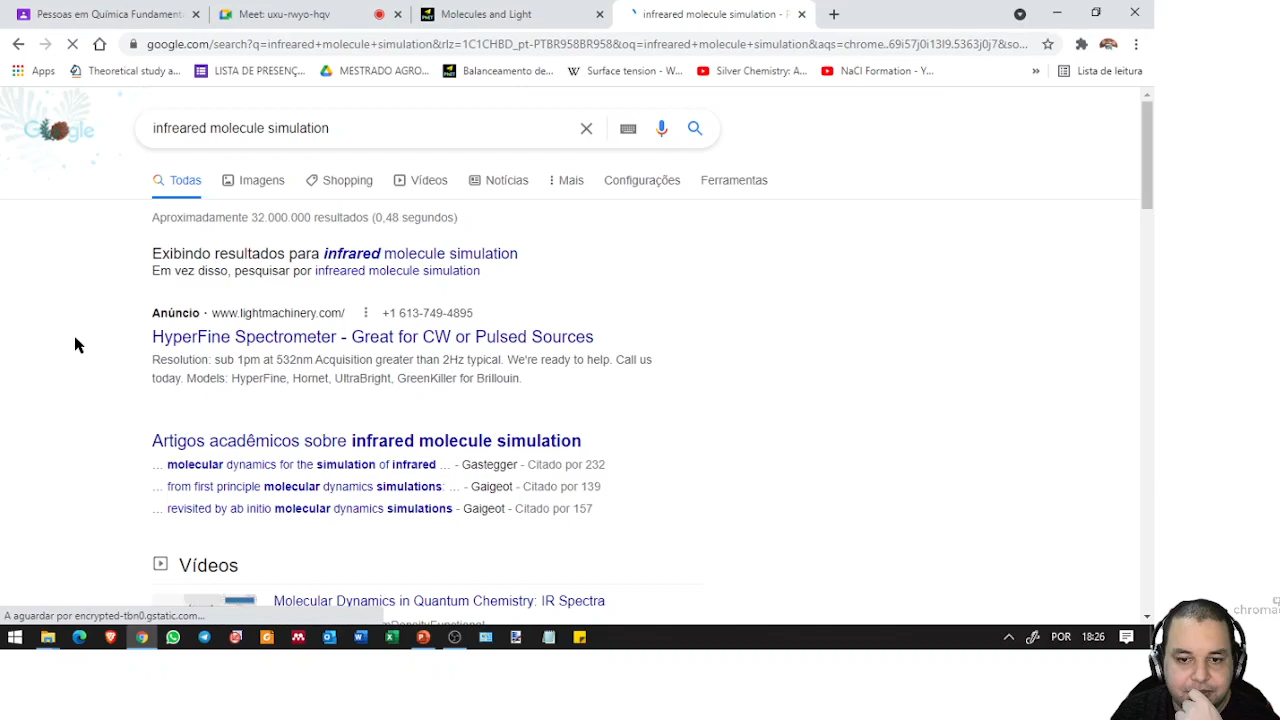 Pessoas em Química Fundament
Meet: uxu-rwyo-hqv
Molecules and Light
infreared molecule simulation - P
google.com/search?q=infreared+molecule+simulation&rlz=1C1CHBD_pt-PTBR958BR958&oq=infreared+molecule+simulation&aqs=chrome..69i57j0i13l9.5363j0j7&so...
Apps
Theoretical study a...
LISTA DE PRESENÇ...
MESTRADO AGRO...
Balanceamento de...
Surface tension - W...
Silver Chemistry: A...
NaCl Formation - Y...
»
Lista de leitura
Google
infreared molecule simulation
Todas
Imagens
Shopping
Vídeos
Notícias
Mais
Configurações
Ferramentas
Aproximadamente 32.000.000 resultados (0,48 segundos)
Exibindo resultados para infrared molecule simulation
Em vez disso, pesquisar por infreared molecule simulation
Anúncio · www.lightmachinery.com/ +1 613-749-4895
HyperFine Spectrometer - Great for CW or Pulsed Sources
Resolution: sub 1pm at 532nm Acquisition greater than 2Hz typical. We're ready to help. Call us
today. Models: HyperFine, Hornet, UltraBright, GreenKiller for Brillouin.
Artigos acadêmicos sobre infrared molecule simulation
... molecular dynamics for the simulation of infrared ... - Gastegger - Citado por 232
... from first principle molecular dynamics simulations: ... - Gaigeot - Citado por 139
... revisited by ab initio molecular dynamics simulations - Gaigeot - Citado por 157
Vídeos
Molecular Dynamics in Quantum Chemistry: IR Spectra
A aguardar por encrypted-tbn0.gstatic.com...
POR
18:26